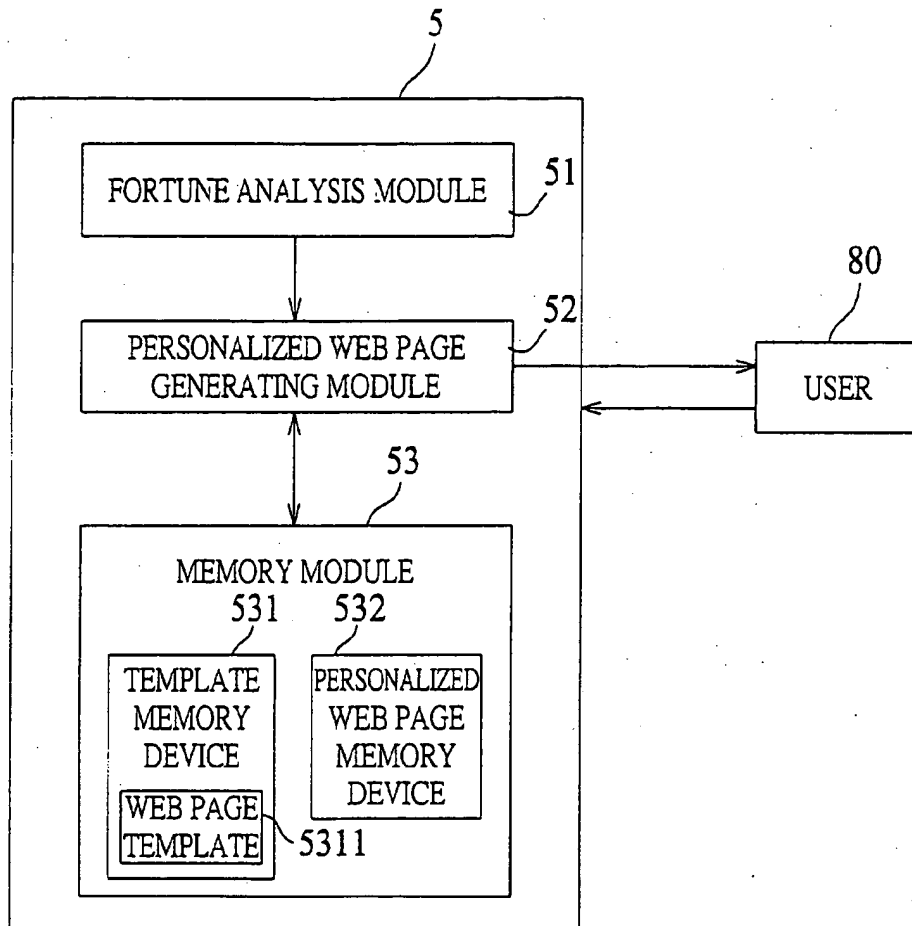 5
FORTUNE ANALYSIS MODULE
51
52
PERSONALIZED WEB PAGE
GENERATING MODULE
80
USER
53
MEMORY MODULE
531
532
TEMPLATE
MEMORY
DEVICE
WEB PAGE
TEMPLATE
5311
PERSONALIZED
WEB PAGE
MEMORY
DEVICE